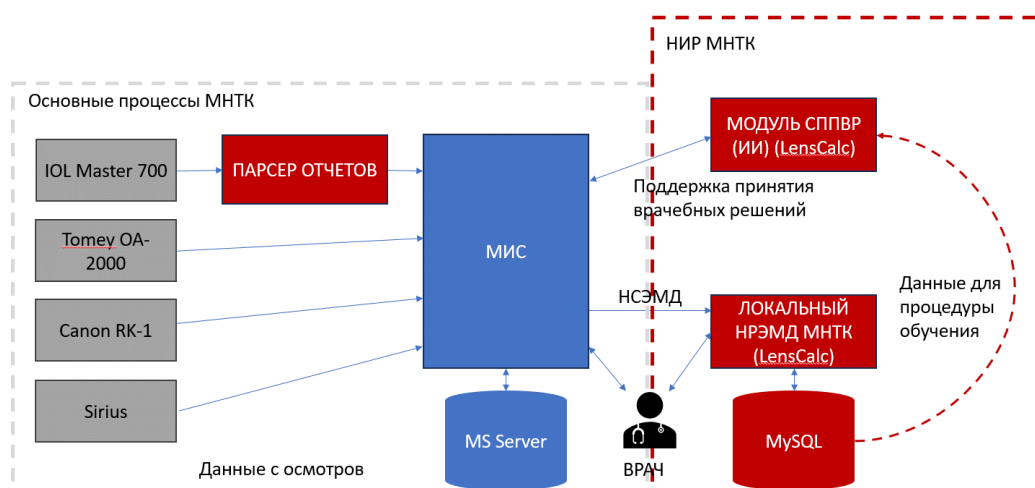 НИР МНТК
Основные процессы МНТК
IOL Master 700
ПАРСЕР ОТЧЕТОВ
МОДУЛЬ СППВР
(ИИ) (LensCalc)
Поддержка принятия
врачебных решений
Tomey OA-
2000
МИС
Canon RK-1
НСЭМД
ЛОКАЛЬНЫЙ
НРЭМД МНТК
(LensCalc)
Данные для
процедуры
обучения
Sirius
MS Server
MySQL
ВРАЧ
Данные с осмотров